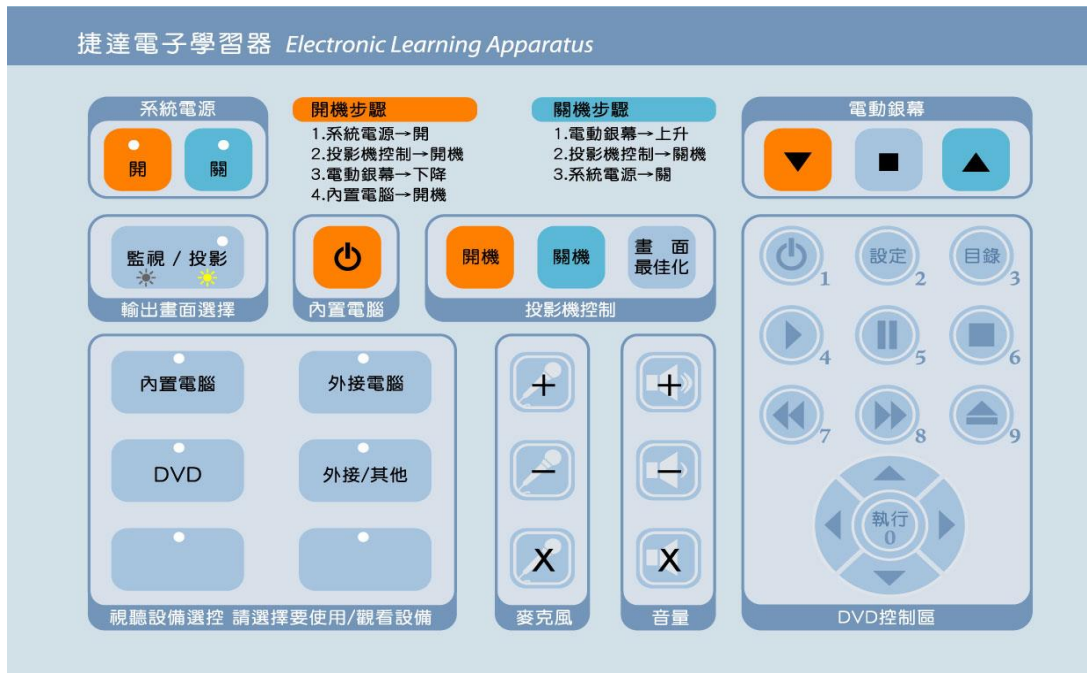 捷達電子學習器 Electronic Learning Apparatus
系統電源
開
關
開機步驟
1.系統電源→開
2.投影機控制→開機
3.電動銀幕→下降
4.內置電腦→開機
關機步驟
1.電動銀幕→上升
2.投影機控制→關機
3.系統電源→關
電動銀幕
監視 / 投影
輸出畫面選擇
內置電腦
開機
關機
畫 面
最佳化
投影機控制
內置電腦
外接電腦
DVD
外接/其他
視聽設備選控 請選擇要使用/觀看設備
+
−
X
麥克風
+
−
X
音量
1
設定 2
目錄 3
4
5
6
7
8
9
執行
0
DVD控制區